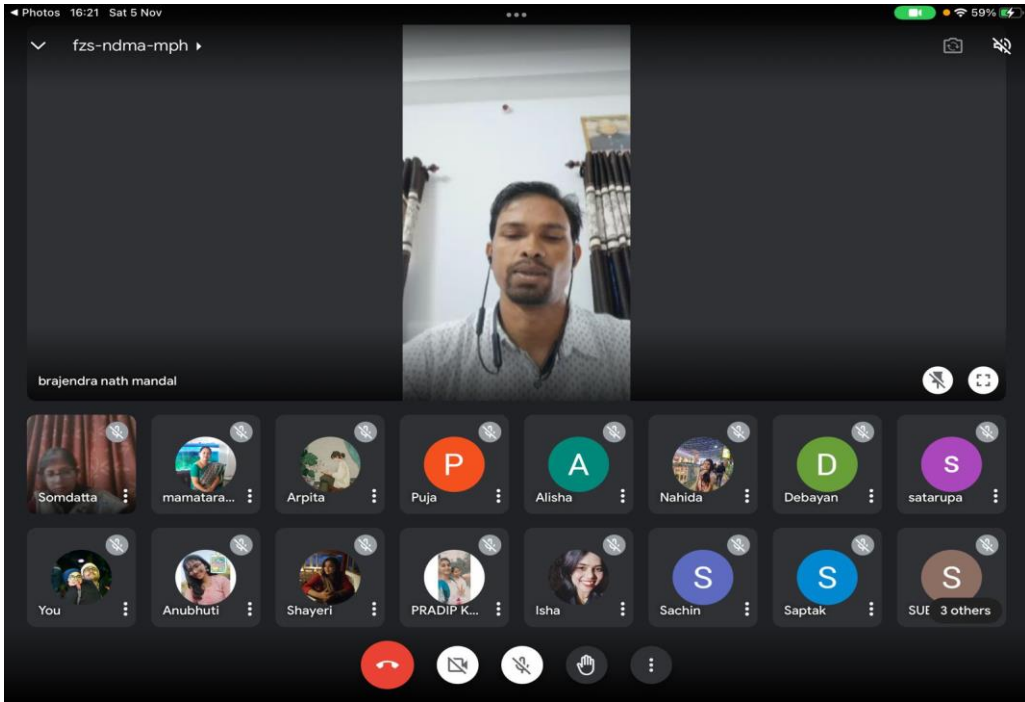 Photos 16:21 Sat 5 Nov 59%
fzs-ndma-mph
brajendra nath mandal
P A D s
Somdatta mamatara... Arpita Puja Alisha Nahida Debayan satarupa
S S S
You Anubhuti Shayeri PRADIP K... Isha Sachin Saptak SUE 3 others